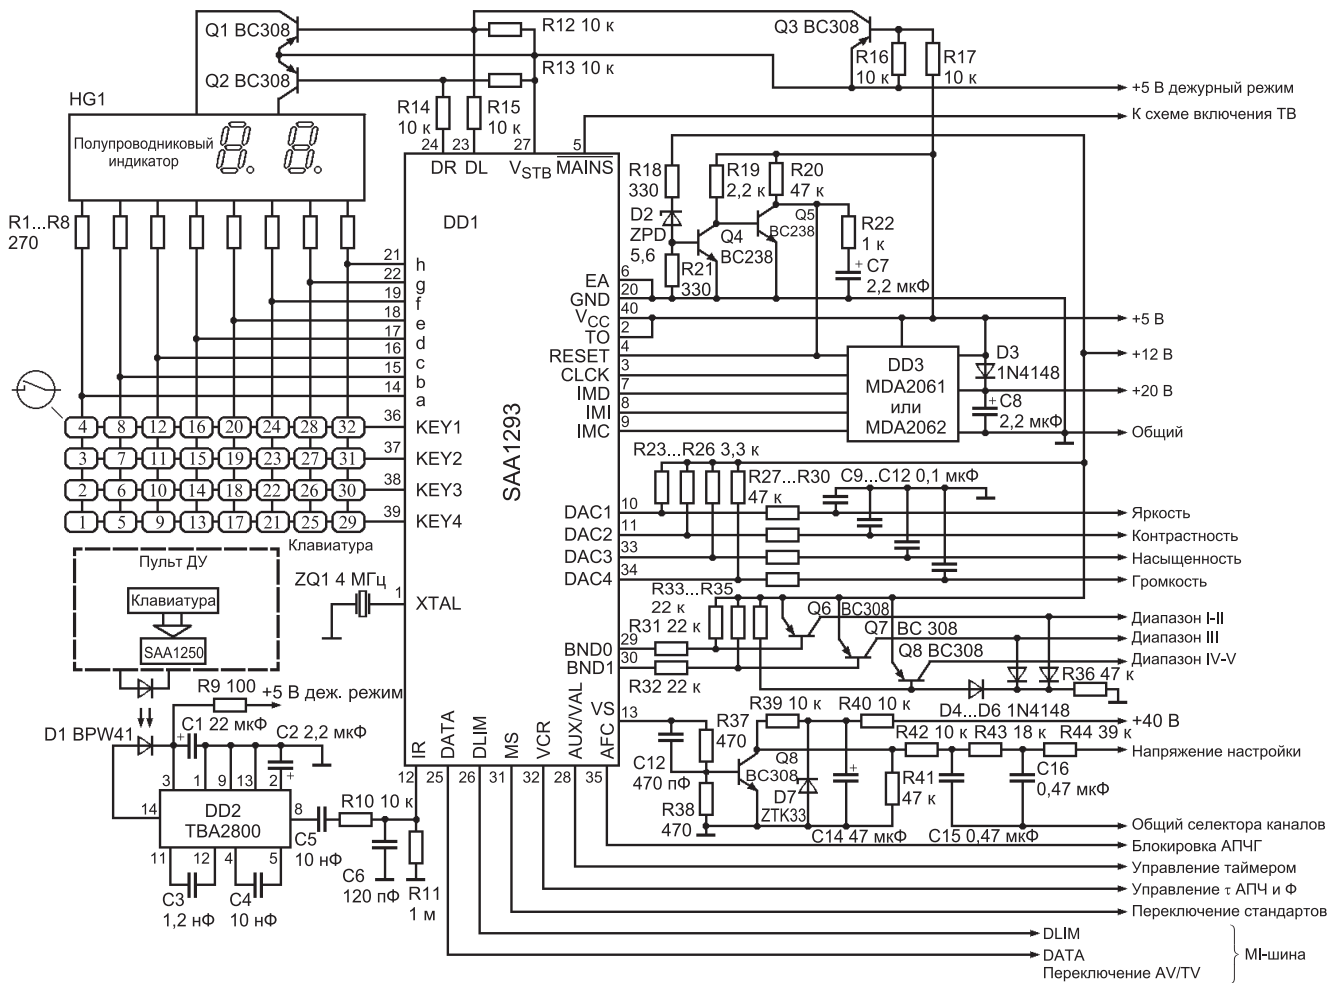 Q1 BC308
R12 10 к
Q3 BC308
R16
10 к
R17
10 к
Q2 BC308
R13 10 к
HG1
R14
10 к
R15
10 к
+5 В дежурный режим
К схеме включения ТВ
Полупроводниковый
индикатор
24
23
27
5
DR
DL
VSTB
MAINS
R18
330
R19
2,2 к
R20
47 к
D2
ZPD
5,6
Q4
BC238
Q5
BC238
R22
1 к
R21
330
+
C7
2,2 мкФ
R1...R8
270
DD1
SAA1293
21
h
22
g
19
f
18
e
17
d
16
c
15
b
14
a
6
EA
20
GND
40
VCC
2
TO
4
RESET
3
CLCK
7
IMD
8
IMI
9
IMC
DD3
MDA2061
или
MDA2062
D3
1N4148
+ C8
2,2 мкФ
+5 В
+12 В
+20 В
Общий
4 8 12 16 20 24 28 32
36
KEY1
3 7 11 15 19 23 27 31
37
KEY2
2 6 10 14 18 22 26 30
38
KEY3
1 5 9 13 17 21 25 29
39
KEY4
Клавиатура
R23...R26 3,3 к
R27...R30
47 к
C9...C12 0,1 мкФ
DAC1
10
Яркость
DAC2
11
Контрастность
DAC3
33
Насыщенность
DAC4
34
Громкость
Пульт ДУ
Клавиатура
SAA1250
ZQ1 4 МГц
1
XTAL
R33...R35
22 к
R31 22 к
R32 22 к
Q6
BC308
Q7
BC 308
Q8 BC308
29
BND0
30
BND1
Диапазон I-II
Диапазон III
Диапазон IV-V
R36 47 к
D4...D6 1N4148
R9 100
+5 В деж. режим
D1 BPW41
+
C1 22 мкФ
C2 2,2 мкФ
+
3
1
9
13
2
14
DD2
TBA2800
8
11
12
4
5
C3
1,2 нФ
C4
10 нФ
C5
10 нФ
R10 10 к
C6
120 пФ
R11
1 м
IR
DATA
DLIM
MS
VCR
AUX/VAL
AFC
12
25
26
31
32
28
35
VS
13
C12
470 пФ
R37
470
R38
470
Q8
BC308
R39 10 к
R40 10 к
D7
ZTK33
+
C14 47 мкФ
R41
47 к
R42 10 к
R43 18 к
R44 39 к
C15 0,47 мкФ
C16
0,47 мкФ
+40 В
Напряжение настройки
Общий селектора каналов
Блокировка АПЧГ
Управление таймером
Управление τ АПЧ и Ф
Переключение стандартов
DLIM
DATA
MI-шина
Переключение AV/TV